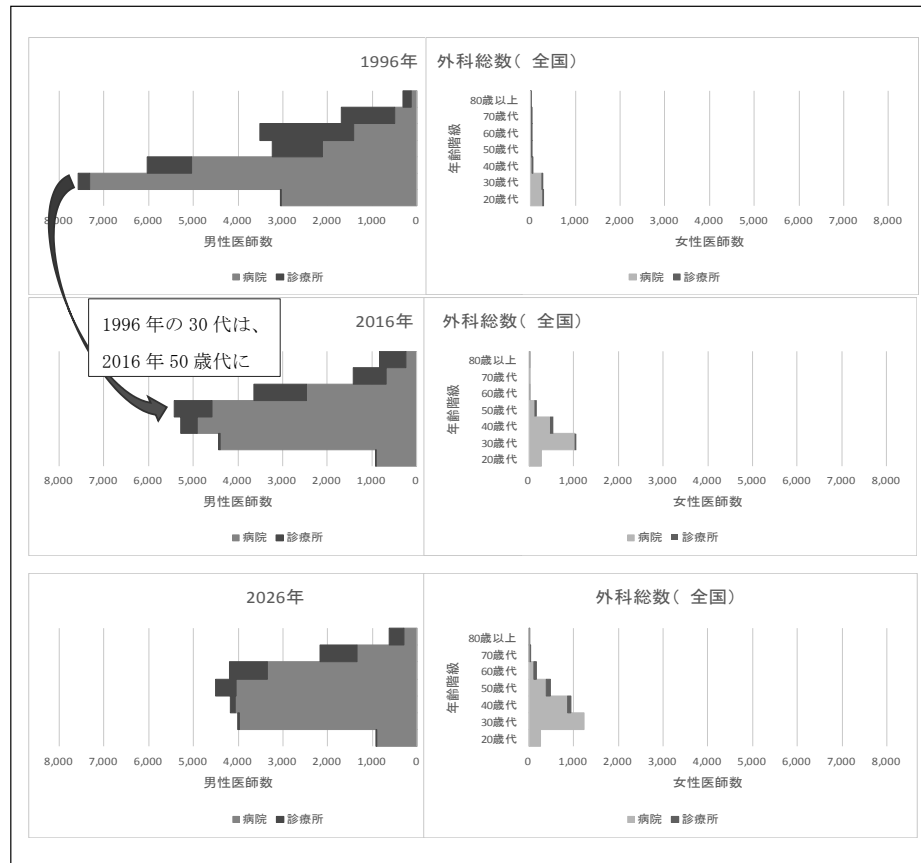 1996年 外科総数( 全国)
80歳以上
70歳代
60歳代
50歳代
40歳代
30歳代
20歳代
年齢階級
8,000 7,000 6,000 5,000 4,000 3,000 2,000 1,000 0
0 1,000 2,000 3,000 4,000 5,000 6,000 7,000 8,000
男性医師数
女性医師数
病院 診療所
病院 診療所
1996 年の 30 代は、
2016 年 50 歳代に
2016年 外科総数( 全国)
80歳以上
70歳代
60歳代
50歳代
40歳代
30歳代
20歳代
年齢階級
8,000 7,000 6,000 5,000 4,000 3,000 2,000 1,000 0
0 1,000 2,000 3,000 4,000 5,000 6,000 7,000 8,000
男性医師数
女性医師数
病院 診療所
病院 診療所
2026年 外科総数( 全国)
80歳以上
70歳代
60歳代
50歳代
40歳代
30歳代
20歳代
年齢階級
8,000 7,000 6,000 5,000 4,000 3,000 2,000 1,000 0
0 1,000 2,000 3,000 4,000 5,000 6,000 7,000 8,000
男性医師数
女性医師数
病院 診療所
病院 診療所